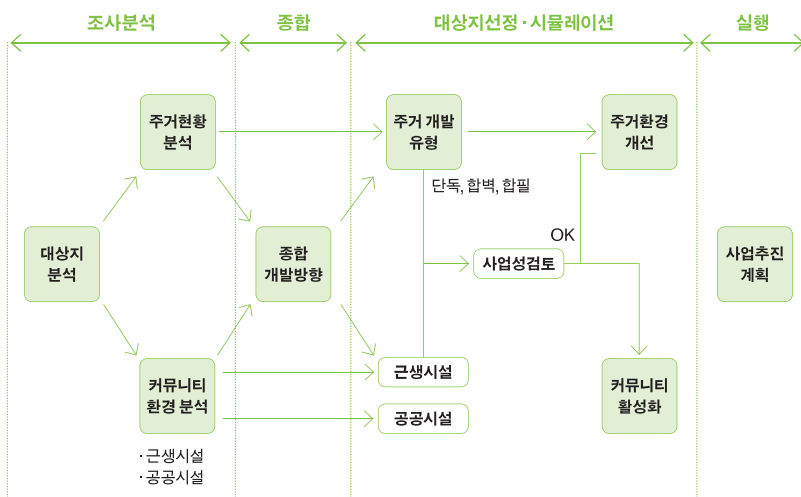 조사분석
종합
대상지선정 · 시뮬레이션
실행
주거현황
분석
주거 개발
유형
주거환경
개선
단독, 합벽, 합필
대상지
분석
종합
개발방향
OK
사업성검토
사업추진
계획
커뮤니티
환경 분석
근생시설
공공시설
커뮤니티
활성화
· 근생시설
· 공공시설